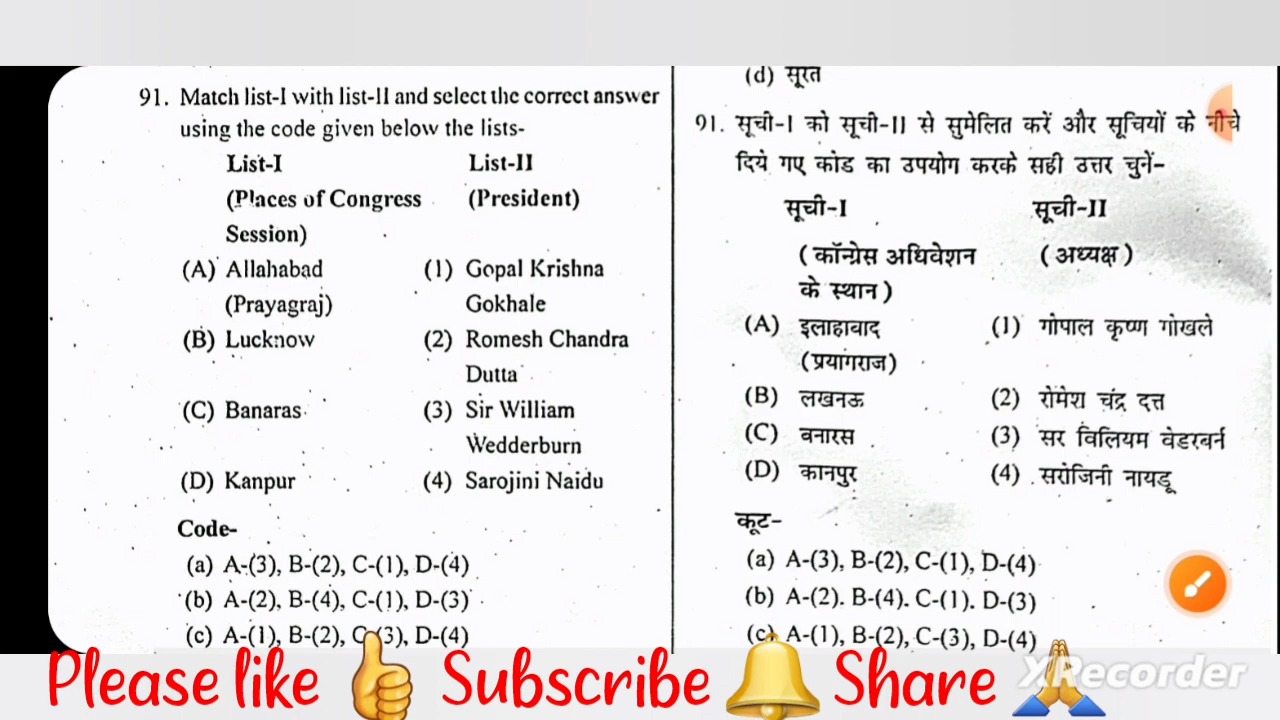 91. Match list-I with list-II and select the correct answer
using the code given below the lists-
List-I List-II
(Places of Congress (President)
Session)
(A) Allahabad (1) Gopal Krishna
(Prayagraj) Gokhale
(B) Lucknow (2) Romesh Chandra
Dutta
(C) Banaras (3) Sir William
Wedderburn
(D) Kanpur (4) Sarojini Naidu
Code-
(a) A-(3), B-(2), C-(1), D-(4)
(b) A-(2), B-(4), C-(1), D-(3)
(c) A-(1), B-(2), C-(3), D-(4)
(d) सूरत
91. सूची-I को सूची-II से सुमेलित करें और सूचियों के नीचे
दिये गए कोड का उपयोग करके सही उत्तर चुनें-
सूची-I सूची-II
(कॉन्ग्रेस अधिवेशन (अध्यक्ष)
के स्थान)
(A) इलाहाबाद (1) गोपाल कृष्ण गोखले
(प्रयागराज)
(B) लखनऊ (2) रोमेश चंद्र दत्त
(C) बनारस (3) सर विलियम वेडरबर्न
(D) कानपुर (4) सरोजिनी नायडू
कूट-
(a) A-(3), B-(2), C-(1), D-(4)
(b) A-(2). B-(4). C-(1). D-(3)
(c) A-(1), B-(2), C-(3), D-(4)
Please like Subscribe Share
XRecorder